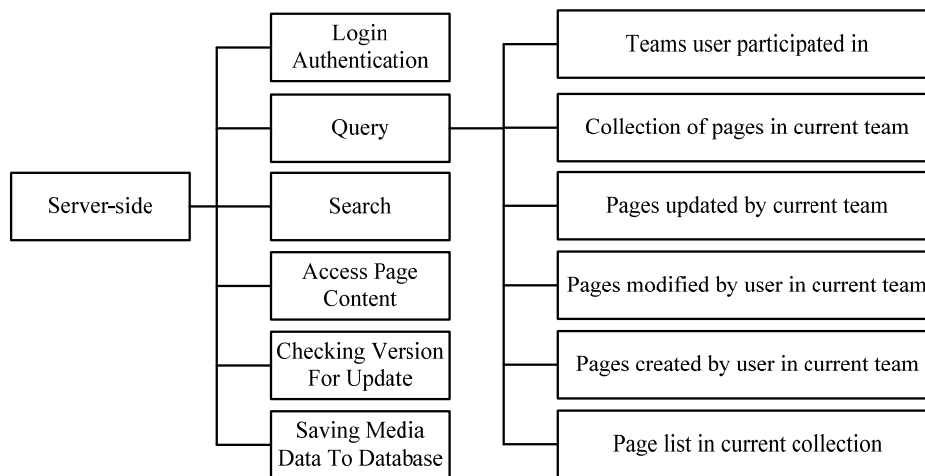 Server-side
Login
Authentication
Query
Search
Access Page
Content
Checking Version
For Update
Saving Media
Data To Database
Teams user participated in
Collection of pages in current team
Pages updated by current team
Pages modified by user in current team
Pages created by user in current team
Page list in current collection